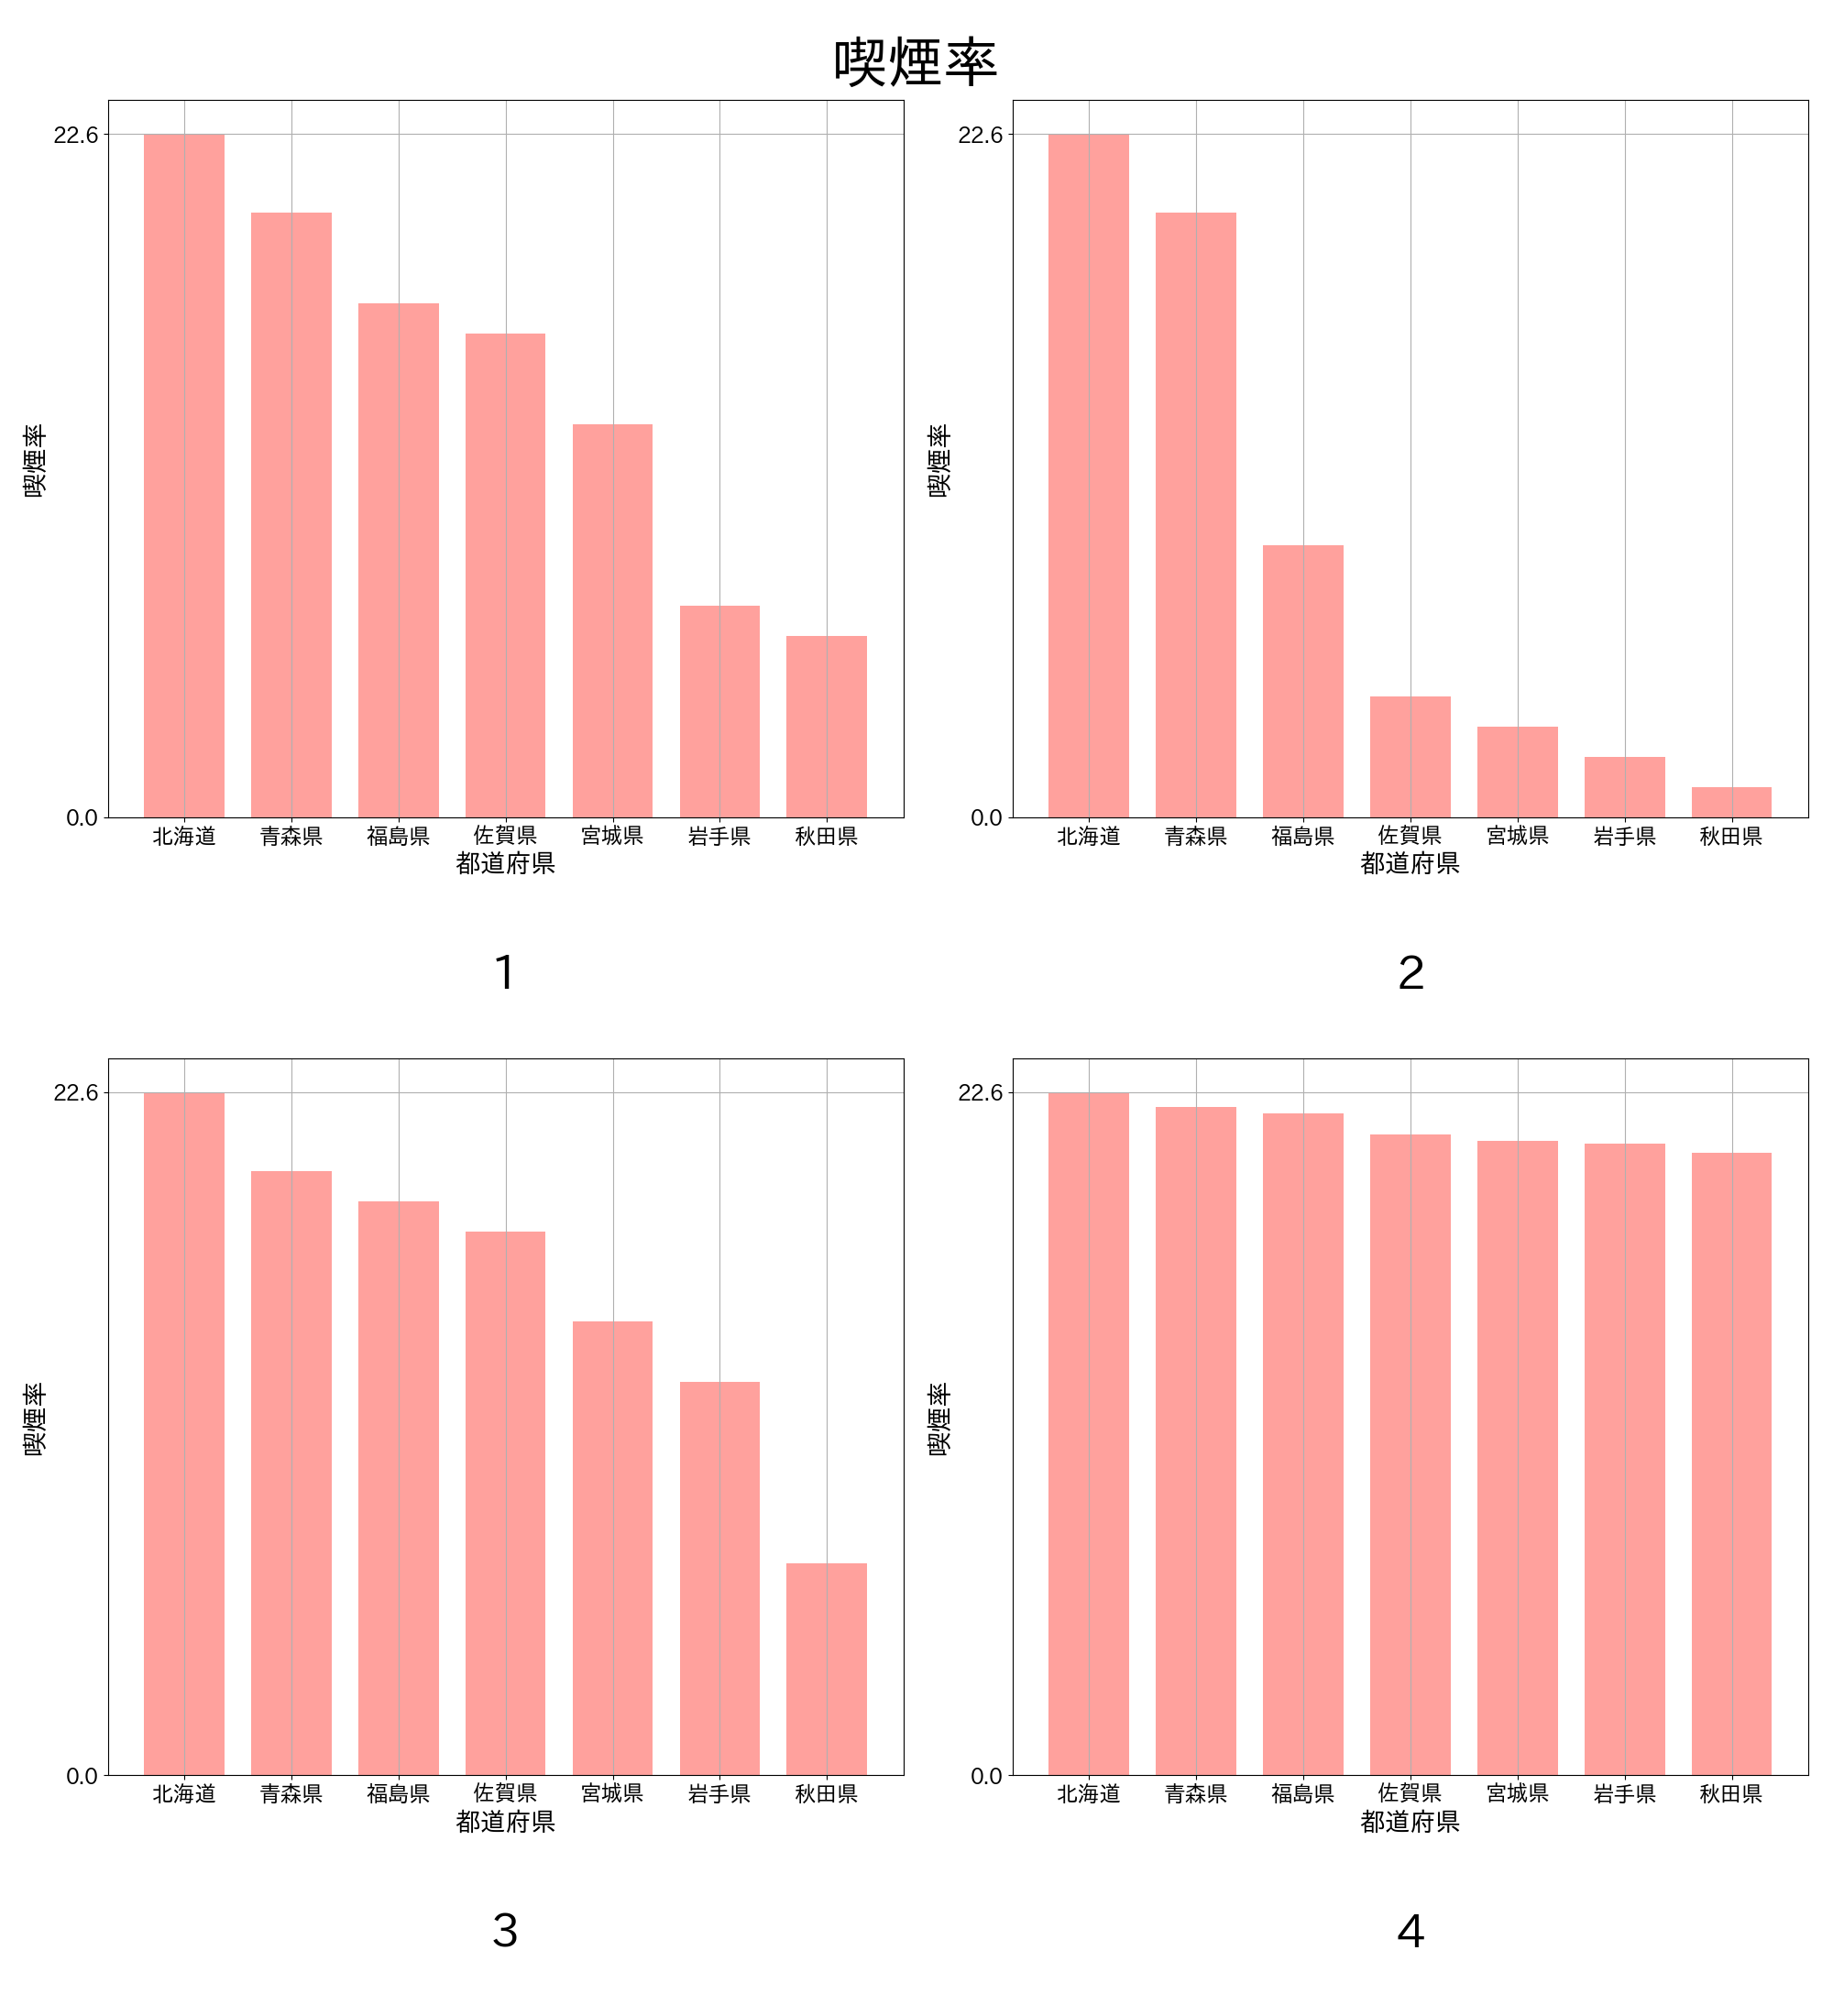 喫煙率
22.6
0.0
喫煙率
北海道 青森県 福島県 佐賀県 宮城県 岩手県 秋田県
都道府県
1
22.6
0.0
喫煙率
北海道 青森県 福島県 佐賀県 宮城県 岩手県 秋田県
都道府県
2
22.6
0.0
喫煙率
北海道 青森県 福島県 佐賀県 宮城県 岩手県 秋田県
都道府県
3
22.6
0.0
喫煙率
北海道 青森県 福島県 佐賀県 宮城県 岩手県 秋田県
都道府県
4